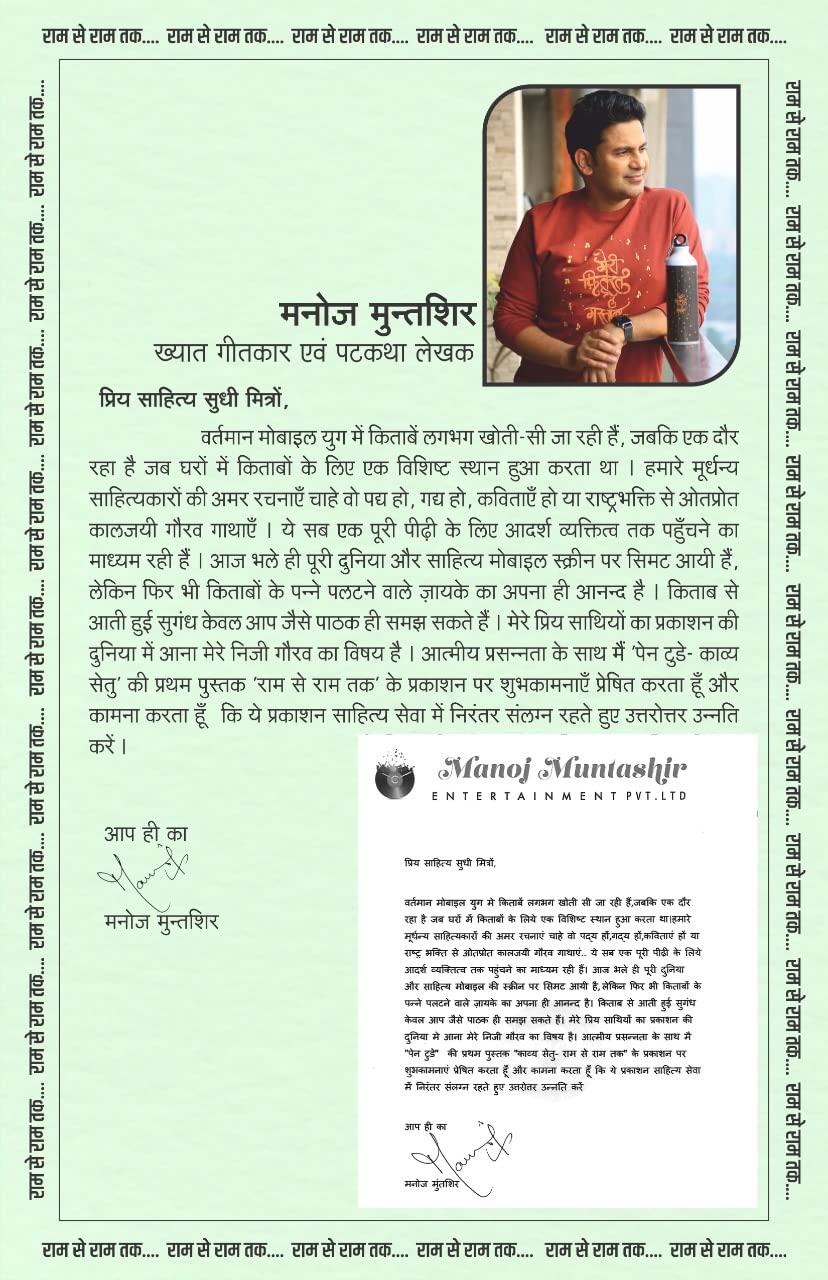 राम से राम तक.... राम से राम तक.... राम से राम तक.... राम से राम तक.... राम से राम तक.... राम से राम तक....
राम से राम तक.... राम से राम तक.... राम से राम तक.... राम से राम तक.... राम से राम तक.... राम से राम तक.... राम से राम तक.... राम से राम तक.... राम से राम तक....
मेरी
फ़ितरत
है
मस्ताना
मनोज मुन्तशिर
ख्यात गीतकार एवं पटकथा लेखक
प्रिय साहित्य सुधी मित्रों,
वर्तमान मोबाइल युग में किताबें लगभग खोती-सी जा रही हैं, जबकि एक दौर
रहा है जब घरों में किताबों के लिए एक विशिष्ट स्थान हुआ करता था । हमारे मूर्धन्य
साहित्यकारों की अमर रचनाएँ चाहे वो पद्य हो, गद्य हो, कविताएँ हो या राष्ट्रभक्ति से ओतप्रोत
कालजयी गौरव गाथाएँ । ये सब एक पूरी पीढ़ी के लिए आदर्श व्यक्तित्व तक पहुँचने का
माध्यम रही हैं । आज भले ही पूरी दुनिया और साहित्य मोबाइल स्क्रीन पर सिमट आयी हैं,
लेकिन फिर भी किताबों के पन्ने पलटने वाले ज़ायके का अपना ही आनन्द है । किताब से
आती हुई सुगंध केवल आप जैसे पाठक ही समझ सकते हैं । मेरे प्रिय साथियों का प्रकाशन की
दुनिया में आना मेरे निजी गौरव का विषय है । आत्मीय प्रसन्नता के साथ मैं 'पेन टुडे- काव्य
सेतु' की प्रथम पुस्तक 'राम से राम तक' के प्रकाशन पर शुभकामनाएँ प्रेषित करता हूँ और
कामना करता हूँ कि ये प्रकाशन साहित्य सेवा में निरंतर संलग्न रहते हुए उत्तरोत्तर उन्नति
करें ।
आप ही का
Manoj
मनोज मुन्तशिर
Manoj Muntashir
ENTERTAINMENT PVT.LTD
प्रिय साहित्य सुधी मित्रों,
वर्तमान मोबाइल युग मे किताबें लगभग खोती सी जा रही हैं,जबकि एक दौर
रहा है जब घरों में किताबों के लिये एक विशिष्ट स्थान हुआ करता था।हमारे
मूर्धन्य साहित्यकारों की अमर रचनाएं चाहे वो पद्य हों,गद्य हों,कविताएं हों या
राष्ट्र भक्ति से ओतप्रोत कालजयी गौरव गाथाएं.. ये सब एक पूरी पीढ़ी के लिये
आदर्श व्यक्तित्व तक पहुंचने का माध्यम रही हैं। आज भले ही पूरी दुनिया
और साहित्य मोबाइल की स्क्रीन पर सिमट आयी है,लेकिन फिर भी किताबों के
पन्ने पलटने वाले ज़ायके का अपना ही आनन्द है। किताब से आती हुई सुगंध
केवल आप जैसे पाठक ही समझ सकते हैं। मेरे प्रिय साथियों का प्रकाशन की
दुनिया मे आना मेरे निजी गौरव का विषय है। आत्मीय प्रसन्नता के साथ मै
"पेन टुडे" की प्रथम पुस्तक "काव्य सेतु- राम से राम तक" के प्रकाशन पर
शुभकामनाएं प्रेषित करता हूँ और कामना करता हूँ कि ये प्रकाशन साहित्य सेवा
में निरंतर संलग्न रहते हुए उत्तरोत्तर उन्नति करें
आप ही का
Manoj
मनोज मुंतशिर
राम से राम तक.... राम से राम तक.... राम से राम तक.... राम से राम तक.... राम से राम तक.... राम से राम तक.... राम से राम तक.... राम से राम तक.... राम से राम तक....
राम से राम तक.... राम से राम तक.... राम से राम तक.... राम से राम तक.... राम से राम तक.... राम से राम तक....